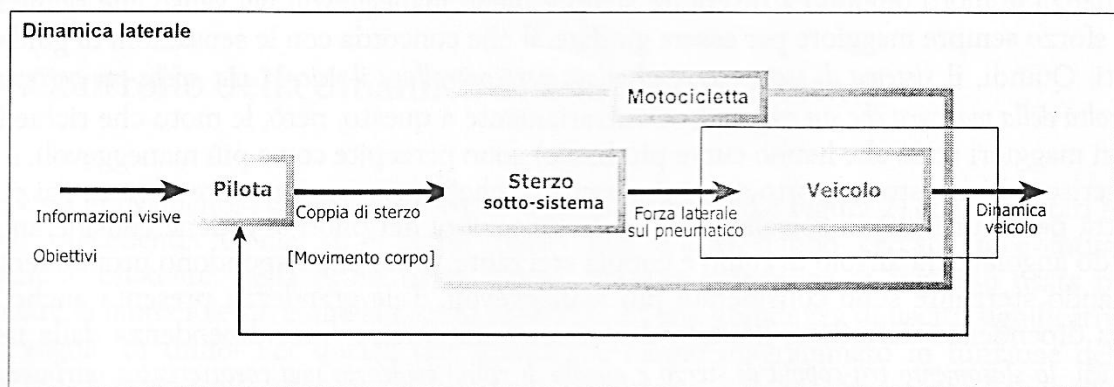 Dinamica laterale
Motocicletta
Pilota
Sterzo
sotto-sistema
Veicolo
Informazioni visive
Obiettivi
Coppia di sterzo
[Movimento corpo]
Forza laterale
sul pneumatico
Dinamica
veicolo